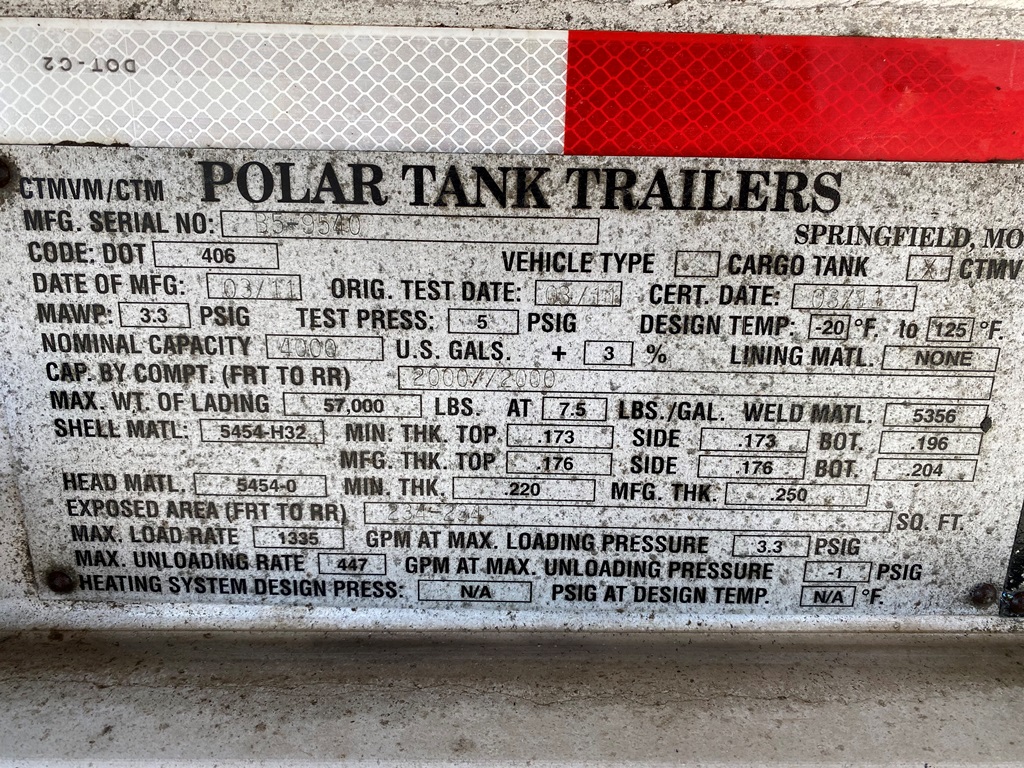 DOT-C2
CTMVM/CTM POLAR TANK TRAILERS
MFG. SERIAL NO: B5-9540
SPRINGFIELD, MO
CODE: DOT 406
VEHICLE TYPE CARGO TANK X CTMV
DATE OF MFG: 03/11 ORIG. TEST DATE: 03/11 CERT. DATE: 03/11
MAWP: 3.3 PSIG TEST PRESS: 5 PSIG DESIGN TEMP: -20 °F. to 125 °F.
NOMINAL CAPACITY 4000 U.S. GALS. + 3 % LINING MATL. NONE
CAP. BY COMPT. (FRT TO RR) 2000//2000
MAX. WT. OF LADING 57,000 LBS. AT 7.5 LBS./GAL. WELD MATL. 5356
SHELL MATL: 5454-H32 MIN. THK. TOP .173 SIDE .173 BOT. .196
MFG. THK. TOP .176 SIDE .176 BOT. .204
HEAD MATL. 5454-0 MIN. THK. .220 MFG. THK. .250
EXPOSED AREA (FRT TO RR) SQ. FT.
MAX. LOAD RATE 1335 GPM AT MAX. LOADING PRESSURE 3.3 PSIG
MAX. UNLOADING RATE 447 GPM AT MAX. UNLOADING PRESSURE -1 PSIG
HEATING SYSTEM DESIGN PRESS: N/A PSIG AT DESIGN TEMP. N/A °F.